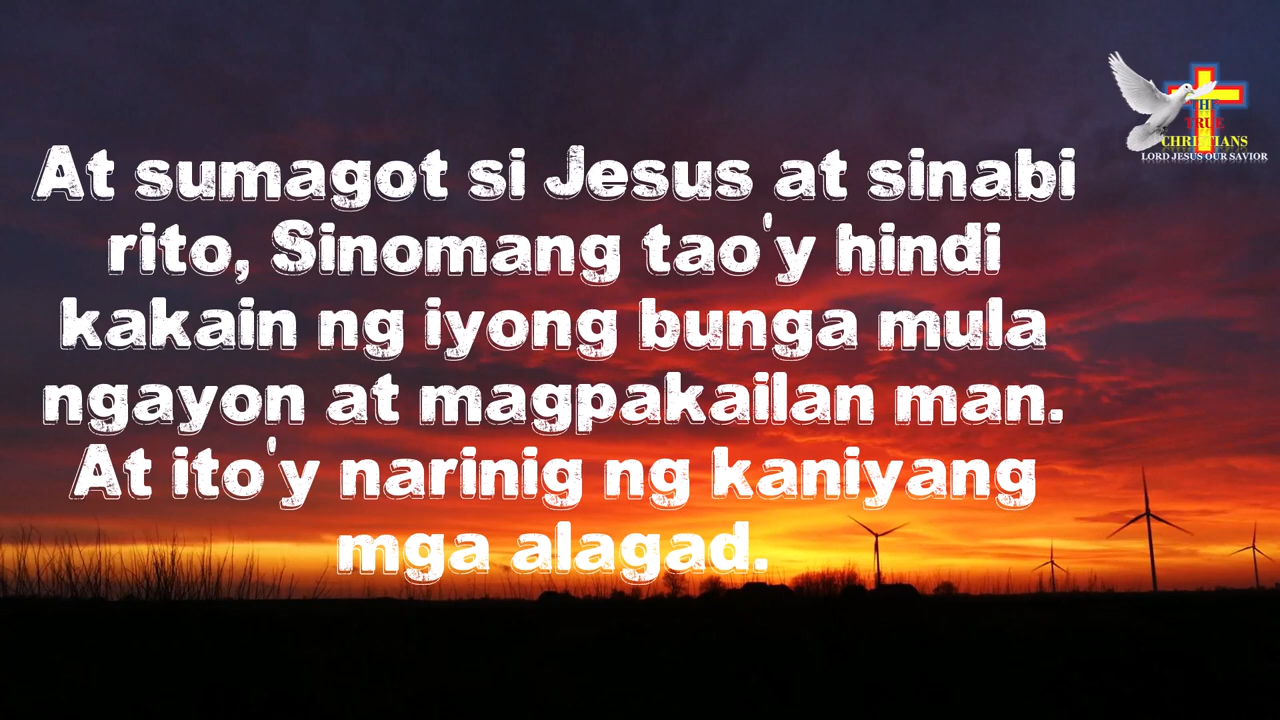 THE
TRUE
CHRISTIANS
LORD JESUS OUR SAVIOR
At sumagot si Jesus at sinabi
rito, Sinomang tao'y hindi
kakain ng iyong bunga mula
ngayon at magpakailan man.
At ito'y narinig ng kaniyang
mga alagad.